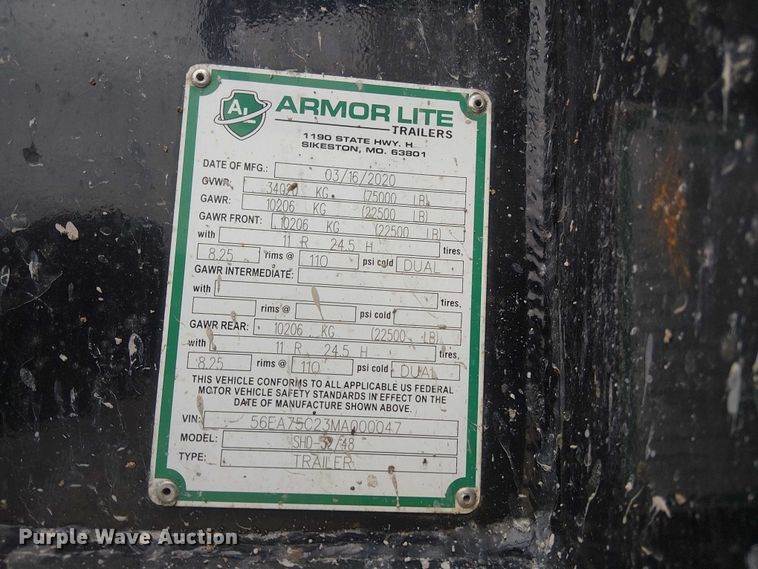 AL ARMOR LITE
TRAILERS
1190 STATE HWY. H
SIKESTON, MO. 63801
DATE OF MFG.: 03/16/2020
GVWR: KG (75000 LB)
GAWR: 10206 KG (22500 LB)
GAWR FRONT: 10206 KG (22500 LB)
with 11 R 24.5 H tires,
8.25 rims @ 110 psi cold DUAL
GAWR INTERMEDIATE:
with tires,
rims @ psi cold
GAWR REAR: 10206 KG (22500 LB)
with 11 R 24.5 H tires,
8.25 rims @ 110 psi cold DUAL
THIS VEHICLE CONFORMS TO ALL APPLICABLE US FEDERAL
MOTOR VEHICLE SAFETY STANDARDS IN EFFECT ON THE
DATE OF MANUFACTURE SHOWN ABOVE.
VIN: 56EA75C23MA000047
MODEL: SHD-52/48
TYPE: TRAILER
Purple Wave Auction